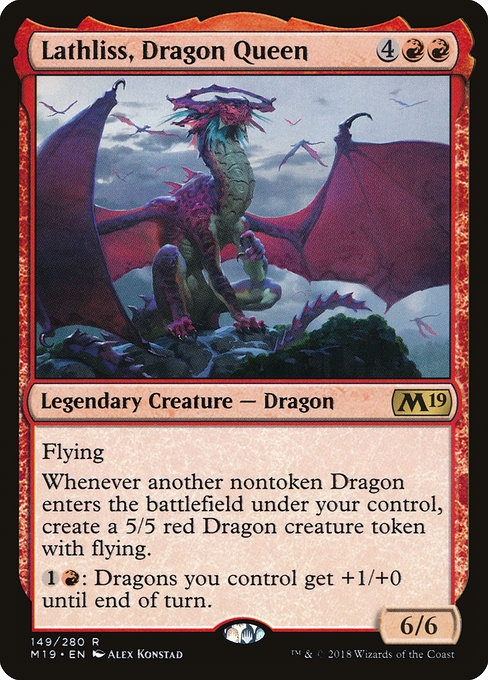 Lathliss, Dragon Queen 4
Legendary Creature — Dragon M19
Flying
Whenever another nontoken Dragon
enters the battlefield under your control,
create a 5/5 red Dragon creature token
with flying.
1 : Dragons you control get +1/+0
until end of turn.
6/6
149/280 R
M19 • EN Alex Konstad
™ & © 2018 Wizards of the Coast